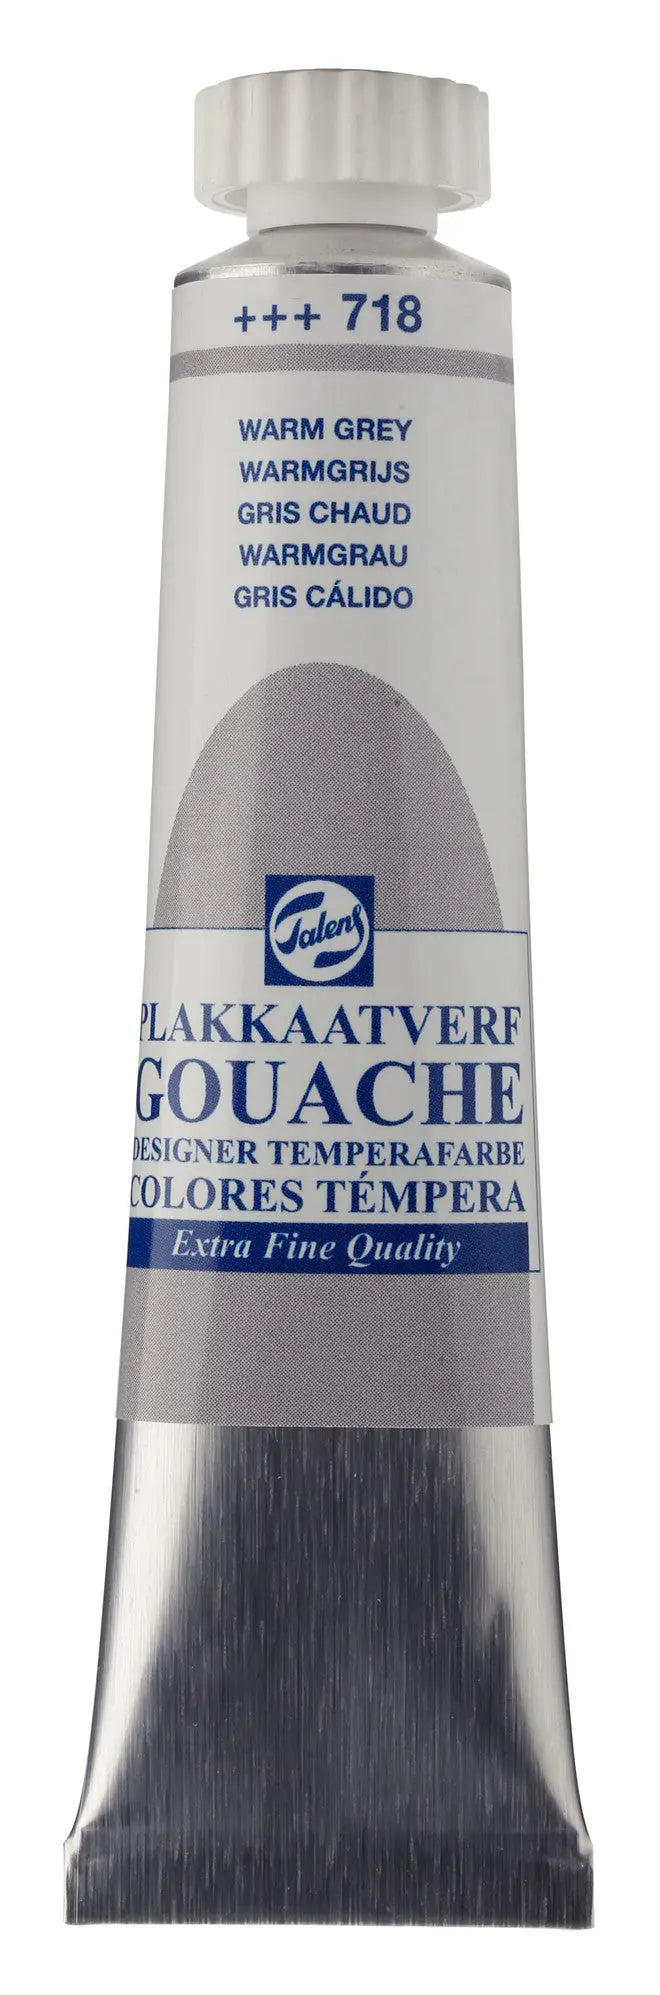 +++ 718
WARM GREY
WARMGRIJS
GRIS CHAUD
WARMGRAU
GRIS CÁLIDO
Talens
PLAKKAATVERF
GOUACHE
DESIGNER TEMPERAFARBE
COLORES TÉMPERA
Extra Fine Quality